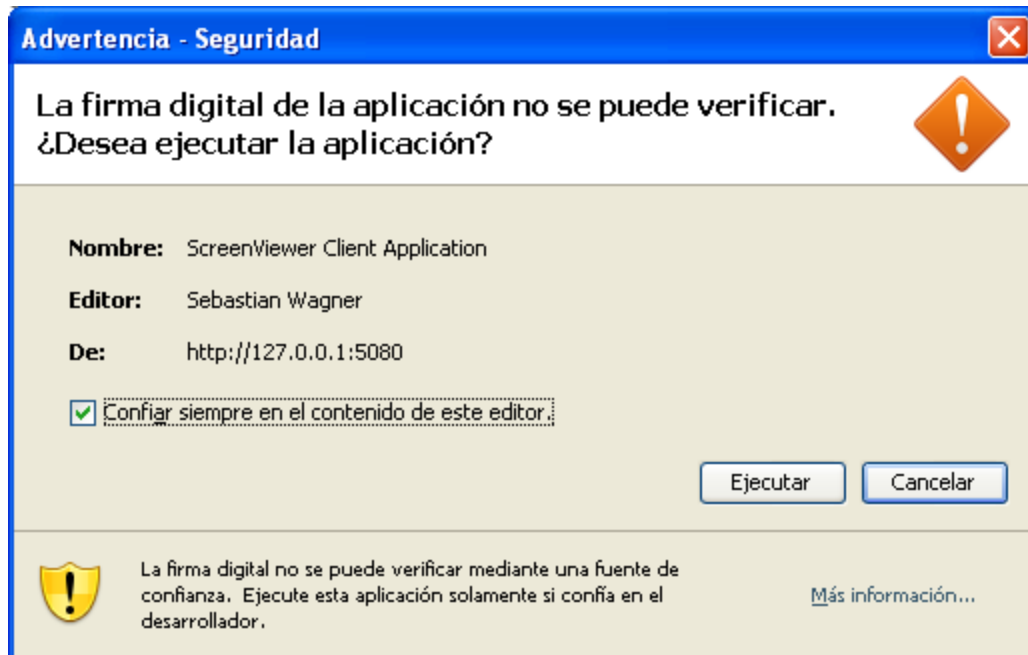 Advertencia - Seguridad
La firma digital de la aplicación no se puede verificar.
¿Desea ejecutar la aplicación?
Nombre: ScreenViewer Client Application
Editor: Sebastian Wagner
De: http://127.0.0.1:5080
Confiar siempre en el contenido de este editor.
Ejecutar Cancelar
La firma digital no se puede verificar mediante una fuente de
confianza. Ejecute esta aplicación solamente si confía en el
desarrollador.
Más información...